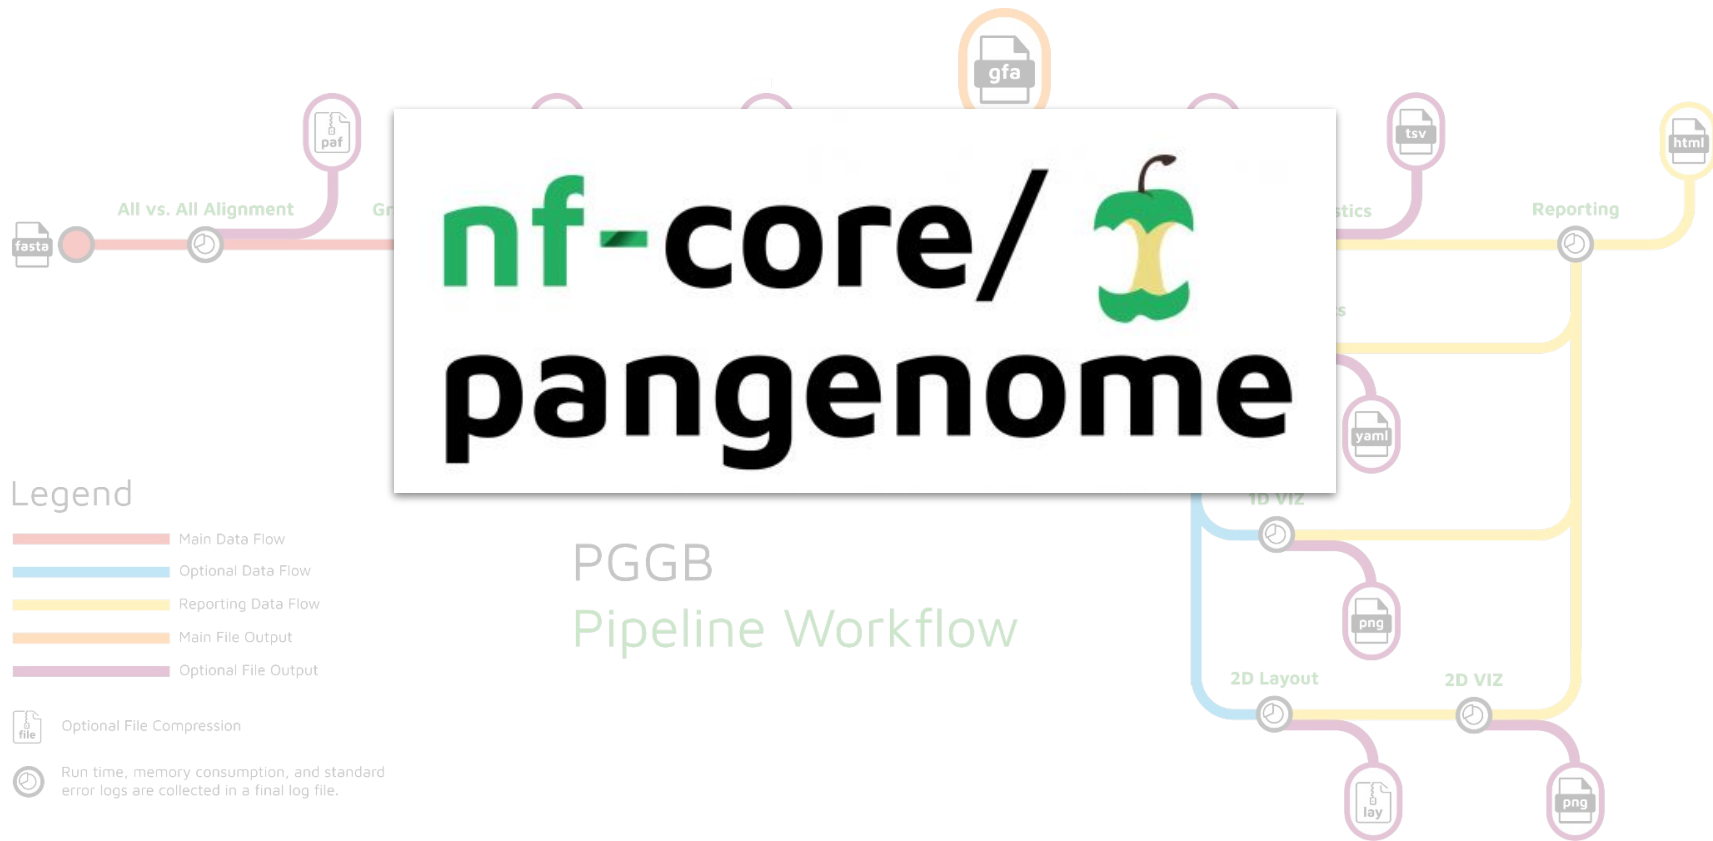 gfa
paf
tsv
html
All vs. All Alignment
Reporting
fasta
nf-core/
pangenome
yaml
Legend
1D VIZ
Main Data Flow
Optional Data Flow
Reporting Data Flow
Main File Output
Optional File Output
PGGB
Pipeline Workflow
png
2D Layout
2D VIZ
file
Optional File Compression
Run time, memory consumption, and standard
error logs are collected in a final log file.
lay
png